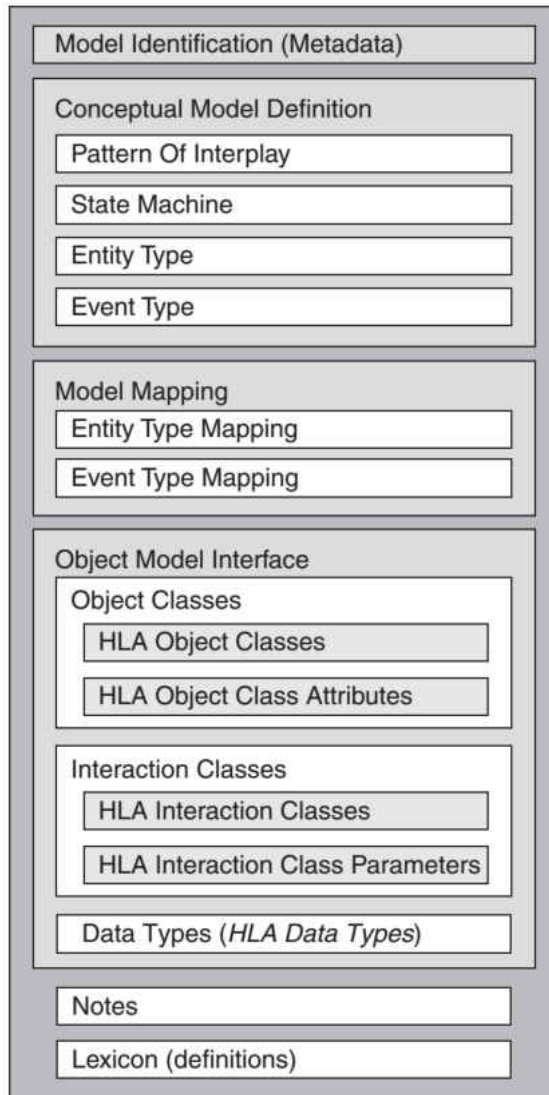 Model Identification (Metadata)
Conceptual Model Definition
Pattern Of Interplay
State Machine
Entity Type
Event Type
Model Mapping
Entity Type Mapping
Event Type Mapping
Object Model Interface
Object Classes
HLA Object Classes
HLA Object Class Attributes
Interaction Classes
HLA Interaction Classes
HLA Interaction Class Parameters
Data Types (HLA Data Types)
Notes
Lexicon (definitions)